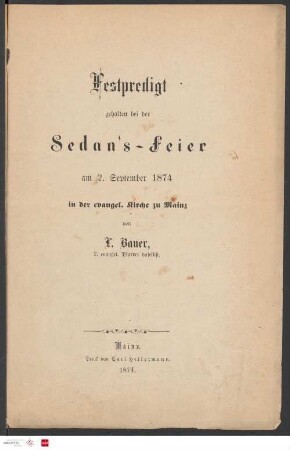 Festpredigt
gehalten bei der
Sedan's-Feier
am 2. September 1874
in der evangel. Kirche zu Mainz
von
L. Bauer,
2. evangel. Pfarrer daselbst.
Mainz.
Druck von Carl Hellermann.
1874.